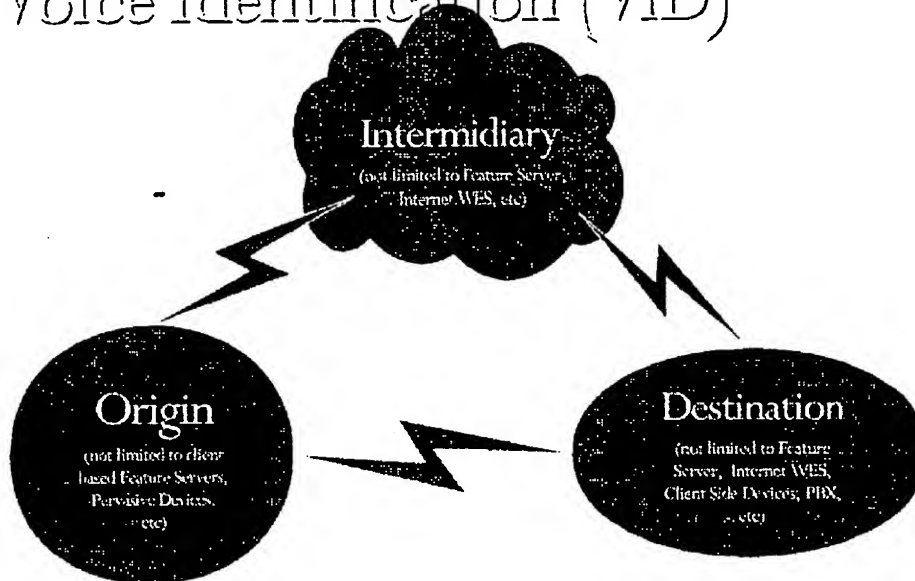 Voice Identification (VID)
Intermidiary
(not limited to Feature Server,
Internet WES, etc)
Origin
(not limited to client
based Feature Servers,
Pervisive Devices,
etc)
Destination
(not limited to Feature
Server, Internet WES,
Client Side Devices, PBX,
etc)